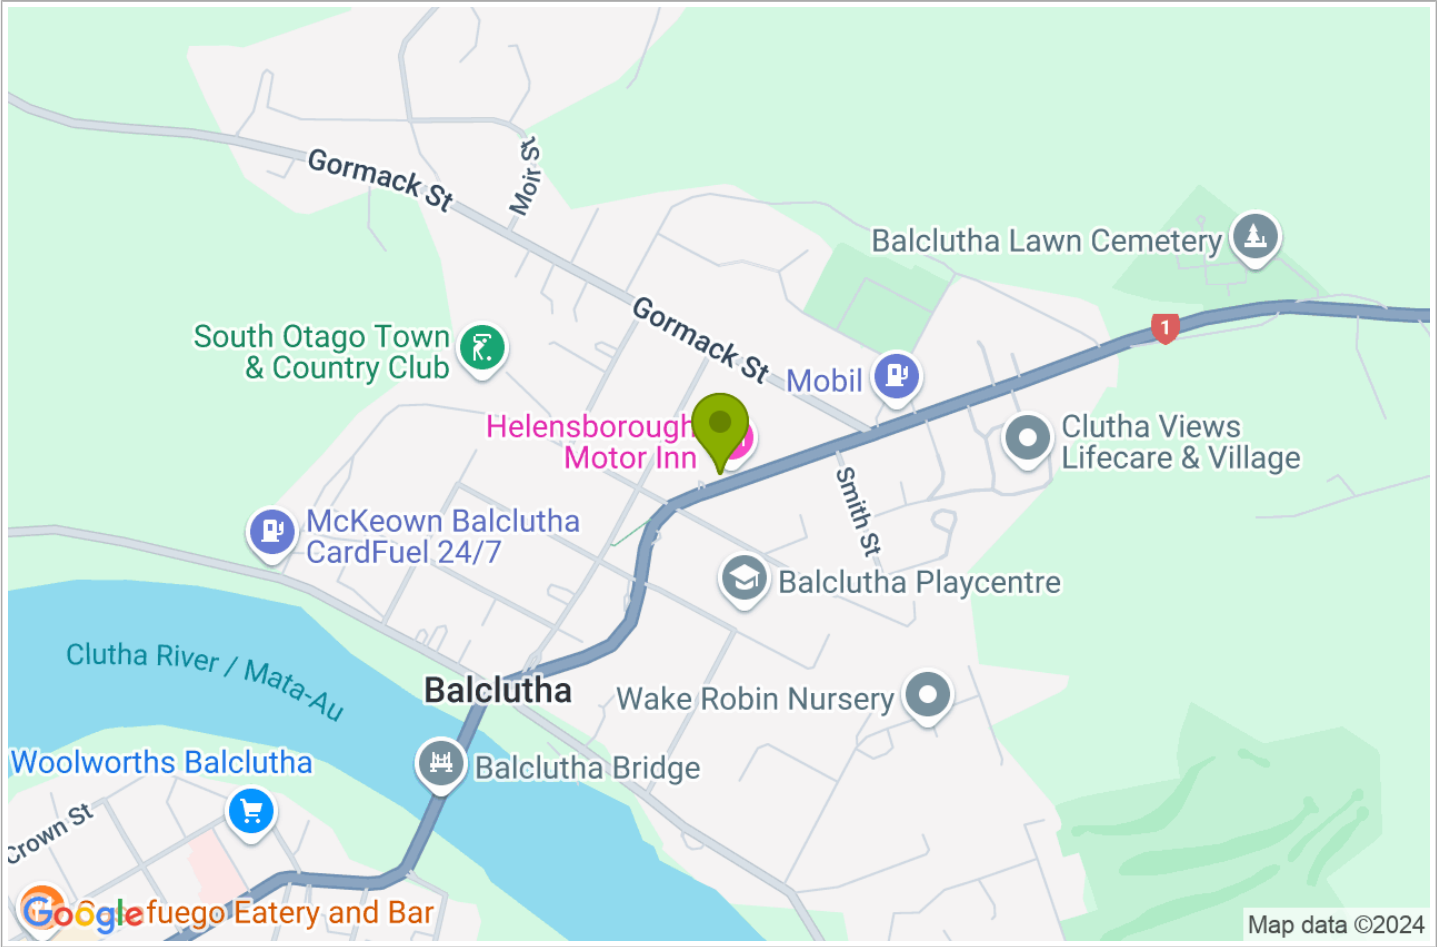 Gormack St
Moir St
Balclutha Lawn Cemetery
Gormack St
1
South Otago Town
& Country Club
Mobil
Helensborough
Motor Inn
Clutha Views
Lifecare & Village
Smith St
McKeown Balclutha
CardFuel 24/7
Balclutha Playcentre
Clutha River / Mata-Au
Balclutha
Wake Robin Nursery
Woolworths Balclutha
Balclutha Bridge
Crown St
Google
fuego Eatery and Bar
Map data ©2024